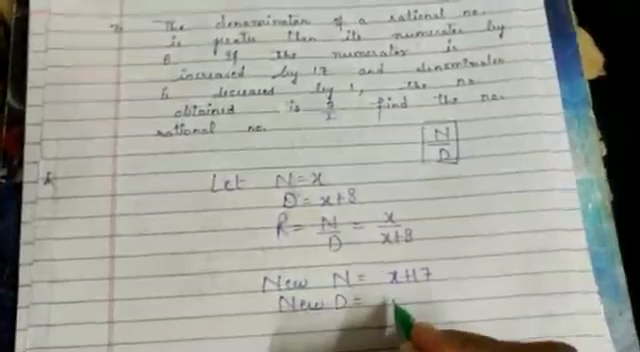 The denominator of a rational no.
is greater than its numerator by
8 If the numerator is
increased by 17 and denominator
is decreased by 1, the no.
obtained is 3/2 find the no.
rational no.
N/D
Let N=x
D=x+8
R= N/D = x/x+8
New N= x+17
New D=